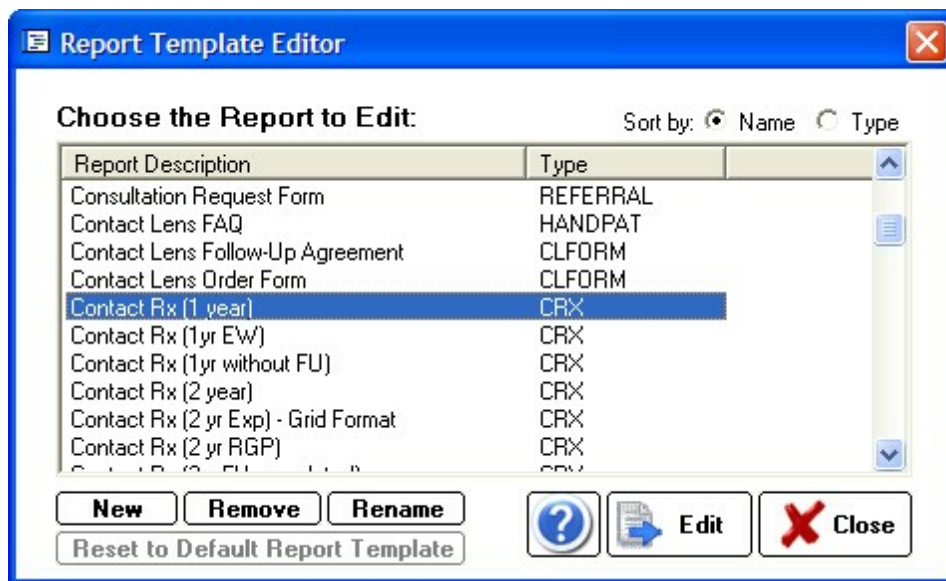 Report Template Editor
Choose the Report to Edit: Sort by: Name Type
Report Description Type
Consultation Request Form REFERRAL
Contact Lens FAQ HANDPAT
Contact Lens Follow-Up Agreement CLFORM
Contact Lens Order Form CLFORM
Contact Rx (1 year) CRX
Contact Rx (1yr EW) CRX
Contact Rx (1yr without FU) CRX
Contact Rx (2 year) CRX
Contact Rx (2 yr Exp) - Grid Format CRX
Contact Rx (2 yr RGP) CRX
New Remove Rename ? Edit Close
Reset to Default Report Template